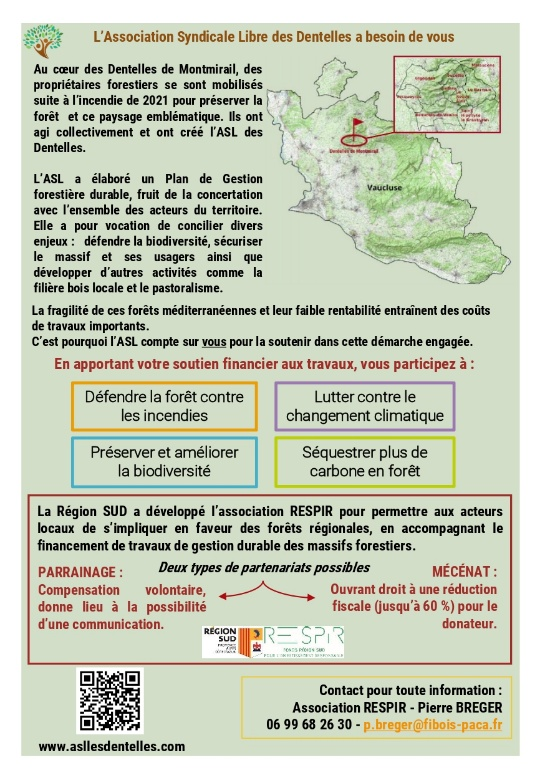 L'Association Syndicale Libre des Dentelles a besoin de vous
Au cœur des Dentelles de Montmirail, des
propriétaires forestiers se sont mobilisés
suite à l'incendie de 2021 pour préserver la
forêt et ce paysage emblématique. Ils ont
agi collectivement et ont créé l'ASL des
Dentelles.
L'ASL a élaboré un Plan de Gestion
forestière durable, fruit de la concertation
avec l'ensemble des acteurs du territoire.
Elle a pour vocation de concilier divers
enjeux : défendre la biodiversité, sécuriser
le massif et ses usagers ainsi que
développer d'autres activités comme la
filière bois locale et le pastoralisme.
Dentelles de Montmirail
Vaucluse
La fragilité de ces forêts méditerranéennes et leur faible rentabilité entraînent des coûts
de travaux importants.
C'est pourquoi l'ASL compte sur vous pour la soutenir dans cette démarche engagée.
En apportant votre soutien financier aux travaux, vous participez à :
Défendre la forêt contre
les incendies
Lutter contre le
changement climatique
Préserver et améliorer
la biodiversité
Séquestrer plus de
carbone en forêt
La Région SUD a développé l'association RESPIR pour permettre aux acteurs
locaux de s'impliquer en faveur des forêts régionales, en accompagnant le
financement de travaux de gestion durable des massifs forestiers.
Deux types de partenariats possibles
PARRAINAGE :
Compensation volontaire,
donne lieu à la possibilité
d'une communication.
MÉCÉNAT :
Ouvrant droit à une réduction
fiscale (jusqu'à 60 %) pour le
donateur.
RÉGION
SUD
RESPIR
FONDS RÉGION SUD
www.asllesdentelles.com
Contact pour toute information :
Association RESPIR - Pierre BREGER
06 99 68 26 30 - p.breger@fibois-paca.fr